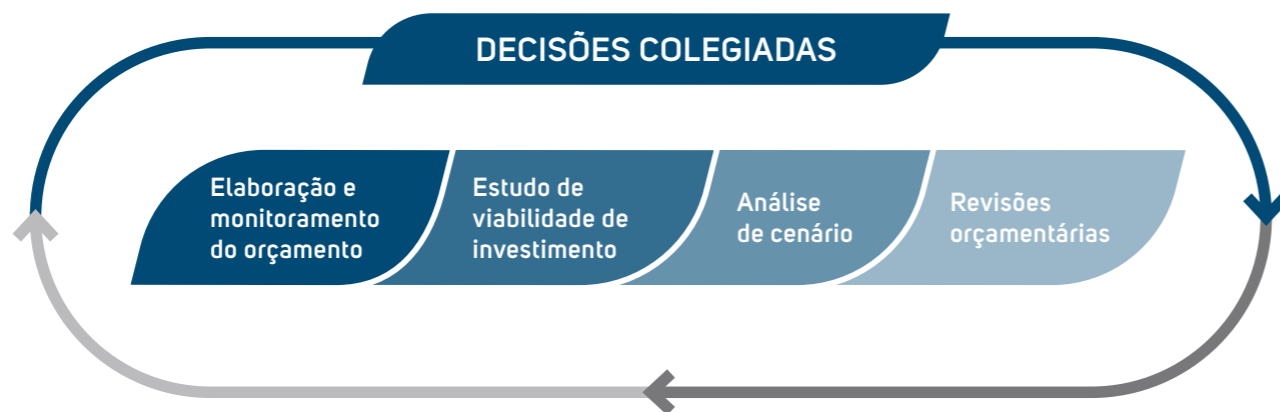 DECISÕES COLEGIADAS
Elaboração e
monitoramento
do orçamento
Estudo de
viabilidade de
investimento
Análise
de cenário
Revisões
orçamentárias